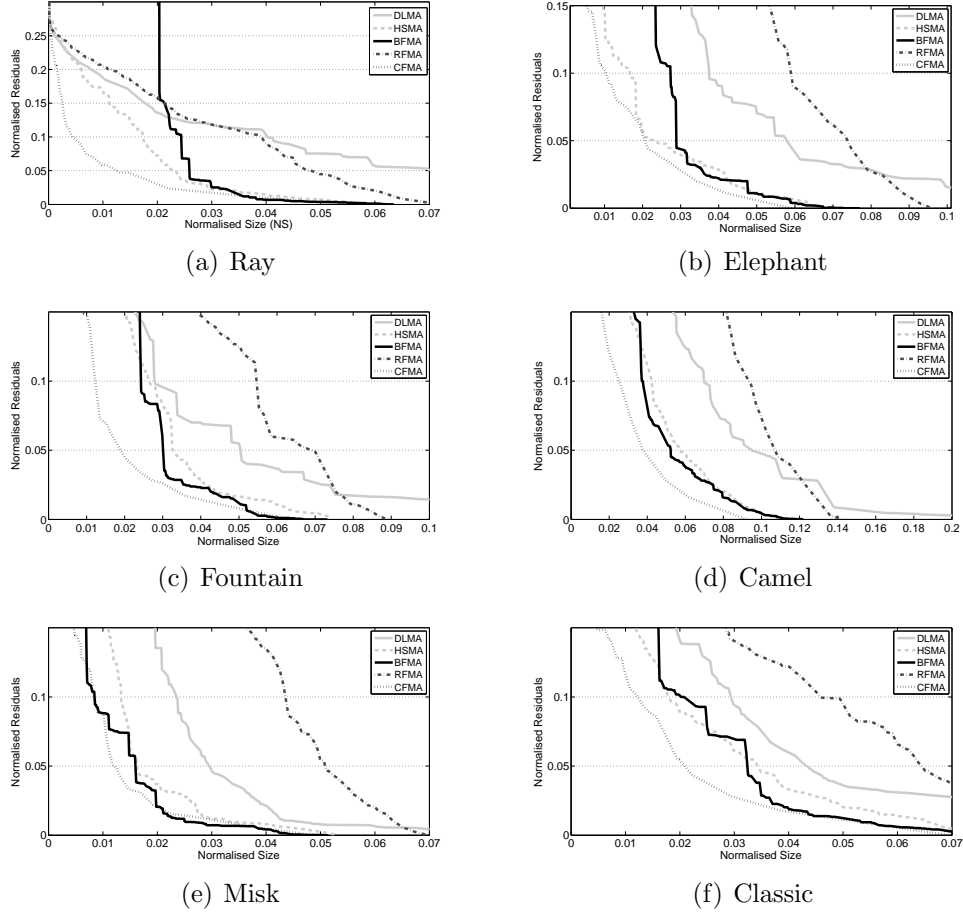 DLMA
HSMA
BFMA
RFMA
CFMA
Normalised Residuals
0.25
0.2
0.15
0.1
0.05
0
0 0.01 0.02 0.03 0.04 0.05 0.06 0.07
Normalised Size (NS)
(a) Ray
DLMA
HSMA
BFMA
RFMA
CFMA
Normalised Residuals
0.15
0.1
0.05
0
0.01 0.02 0.03 0.04 0.05 0.06 0.07 0.08 0.09 0.1
Normalised Size
(b) Elephant
DLMA
HSMA
BFMA
RFMA
CFMA
Normalised Residuals
0.1
0.05
0
0 0.01 0.02 0.03 0.04 0.05 0.06 0.07 0.08 0.09 0.1
Normalised Size
(c) Fountain
DLMA
HSMA
BFMA
RFMA
CFMA
Normalised Residuals
0.1
0.05
0
0 0.02 0.04 0.06 0.08 0.1 0.12 0.14 0.16 0.18 0.2
Normalised Size
(d) Camel
DLMA
HSMA
BFMA
RFMA
CFMA
Normalised Residuals
0.1
0.05
0
0 0.01 0.02 0.03 0.04 0.05 0.06 0.07
Normalised Size
(e) Misk
DLMA
HSMA
BFMA
RFMA
CFMA
Normalised Residuals
0.1
0.05
0
0 0.01 0.02 0.03 0.04 0.05 0.06 0.07
Normalised Size
(f) Classic